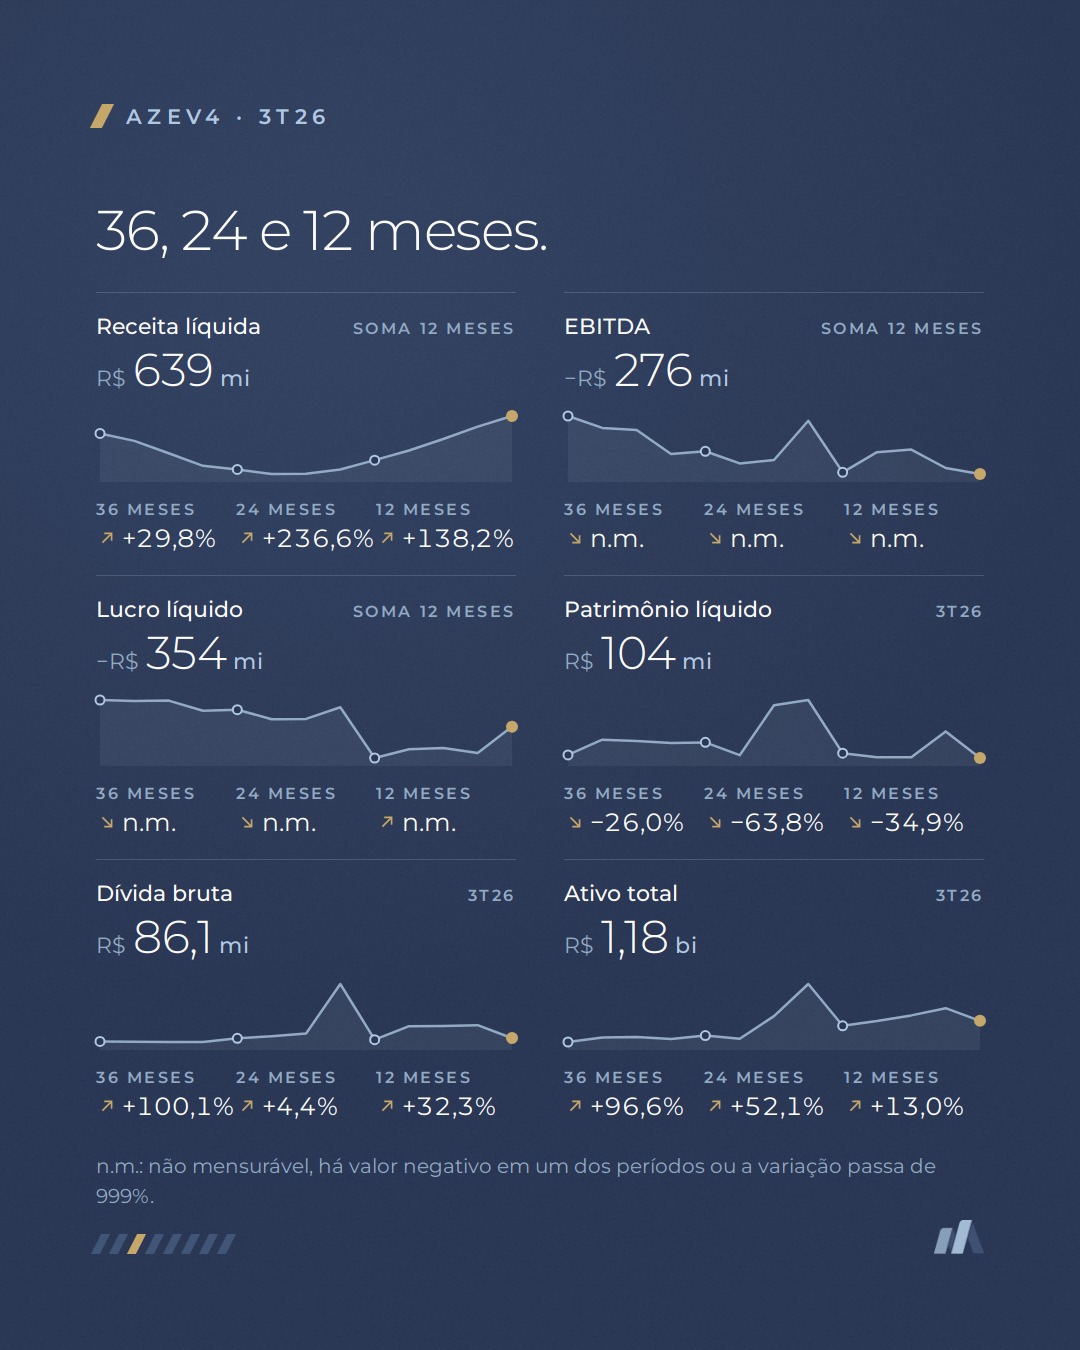 AZEV4 · 3T26
36, 24 e 12 meses.
Receita líquida SOMA 12 MESES
R$ 639 mi
36 MESES 24 MESES 12 MESES
↗ +29,8% ↗ +236,6% ↗ +138,2%
EBITDA SOMA 12 MESES
−R$ 276 mi
36 MESES 24 MESES 12 MESES
↘ n.m. ↘ n.m. ↘ n.m.
Lucro líquido SOMA 12 MESES
−R$ 354 mi
36 MESES 24 MESES 12 MESES
↘ n.m. ↘ n.m. ↗ n.m.
Patrimônio líquido 3T26
R$ 104 mi
36 MESES 24 MESES 12 MESES
↘ −26,0% ↘ −63,8% ↘ −34,9%
Dívida bruta 3T26
R$ 86,1 mi
36 MESES 24 MESES 12 MESES
↗ +100,1% ↗ +4,4% ↗ +32,3%
Ativo total 3T26
R$ 1,18 bi
36 MESES 24 MESES 12 MESES
↗ +96,6% ↗ +52,1% ↗ +13,0%
n.m.: não mensurável, há valor negativo em um dos períodos ou a variação passa de
999%.